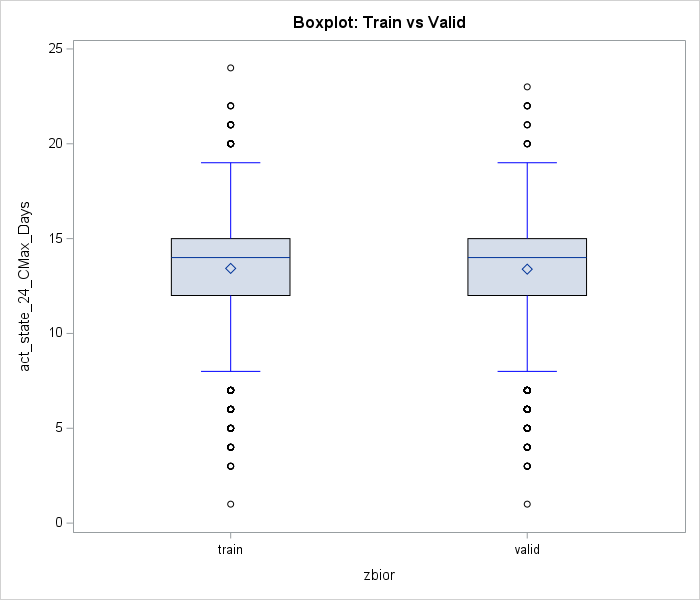 Boxplot: Train vs Valid
act_state_24_CMax_Days
25
20
15
10
5
0
train
valid
zbior